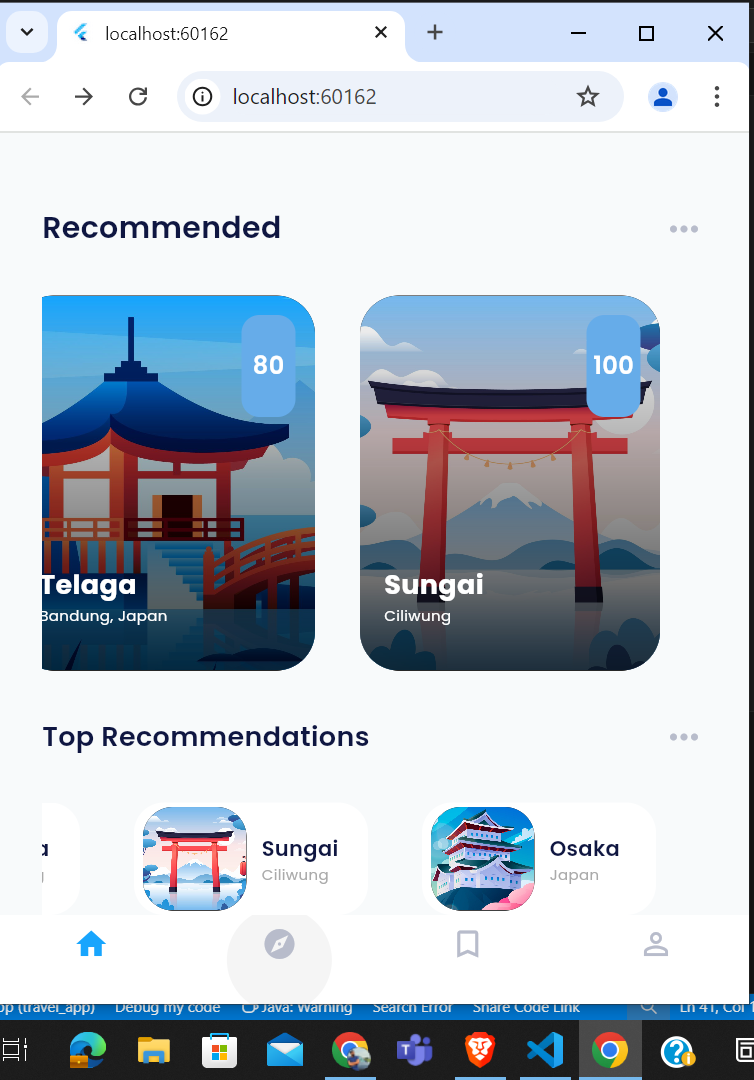 localhost:60162
localhost:60162
Recommended
80
100
Telaga
Bandung, Japan
Sungai
Ciliwung
Top Recommendations
Sungai
Ciliwung
Osaka
Japan
(travel_app)
Debug my code
Java: Warning
Search Error
Share Code Link
Ln 41,